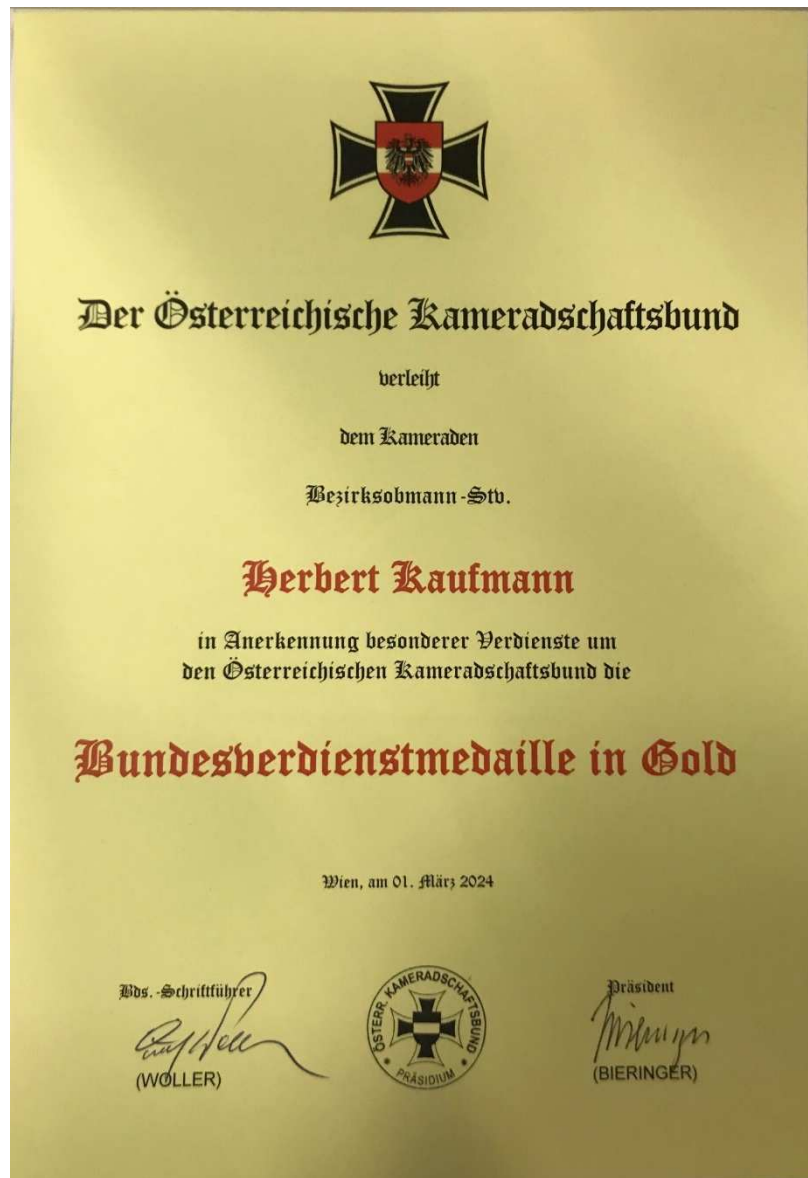 Der Österreichische Kameradschaftsbund
verleiht
dem Kameraden
Bezirksobmann-Stv.
Herbert Kaufmann
in Anerkennung besonderer Verdienste um
den Österreichischen Kameradschaftsbund die
Bundesverdienstmedaille in Gold
Wien, am 01. März 2024
Bds.-Schriftführer
(WOLLER)
ÖSTERR. KAMERADSCHAFTSBUND
* PRÄSIDIUM *
Präsident
(BIERINGER)